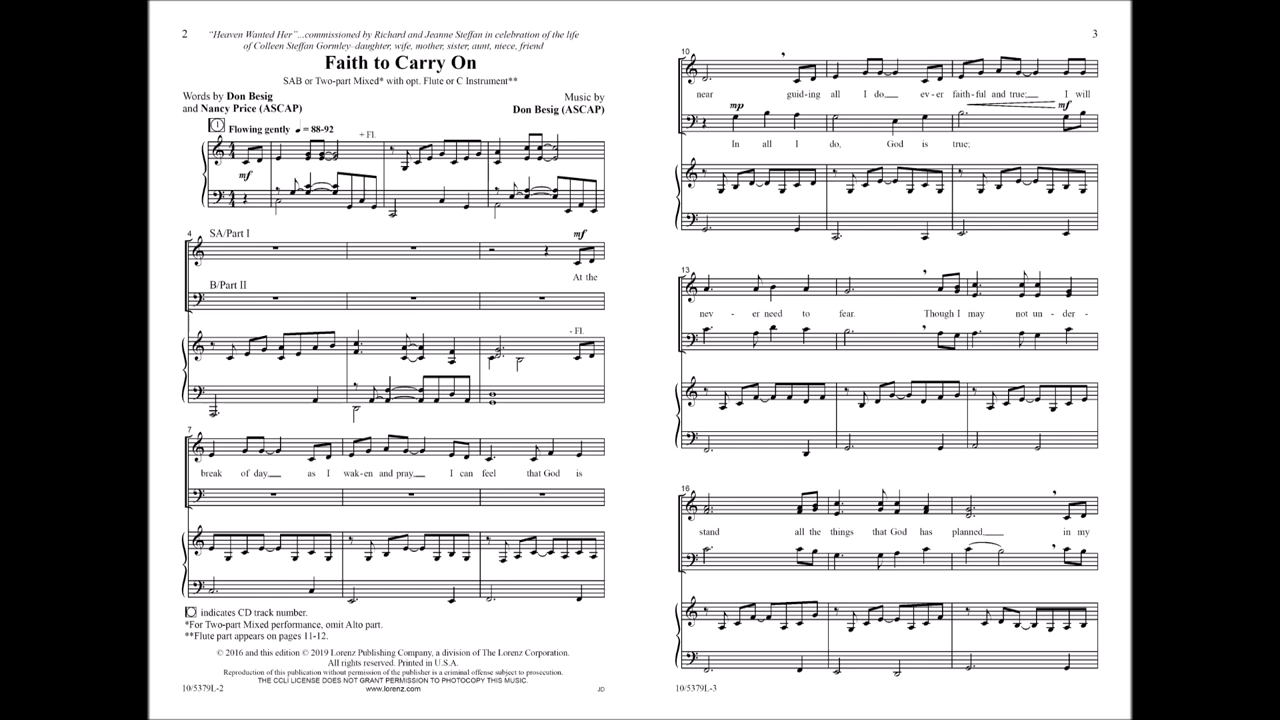 2
"Heaven Wanted Her"...commissioned by Richard and Jeanne Steffan in celebration of the life
of Colleen Steffan Gormley–daughter, wife, mother, sister, aunt, niece, friend
Faith to Carry On
SAB or Two-part Mixed* with opt. Flute or C Instrument**
Words by Don Besig
and Nancy Price (ASCAP)
Music by
Don Besig (ASCAP)
Flowing gently ♩ = 88-92
+ Fl.
mf
4
SA/Part I
mf
At the
B/Part II
- Fl.
7
break of day, as I wak-en and pray, I can feel that God is
indicates CD track number.
*For Two-part Mixed performance, omit Alto part.
**Flute part appears on pages 11-12.
© 2016 and this edition © 2019 Lorenz Publishing Company, a division of The Lorenz Corporation.
All rights reserved. Printed in U.S.A.
Reproduction of this publication without permission of the publisher is a criminal offense subject to prosecution.
THE CCLI LICENSE DOES NOT GRANT PERMISSION TO PHOTOCOPY THIS MUSIC.
www.lorenz.com
10/5379L-2
JD
3
10
near guid-ing all I do, ev-er faith-ful and true; I will
mp
mf
In all I do, God is true;
13
nev - er need to fear. Though I may not un - der -
16
stand all the things that God has planned, in my
10/5379L-3